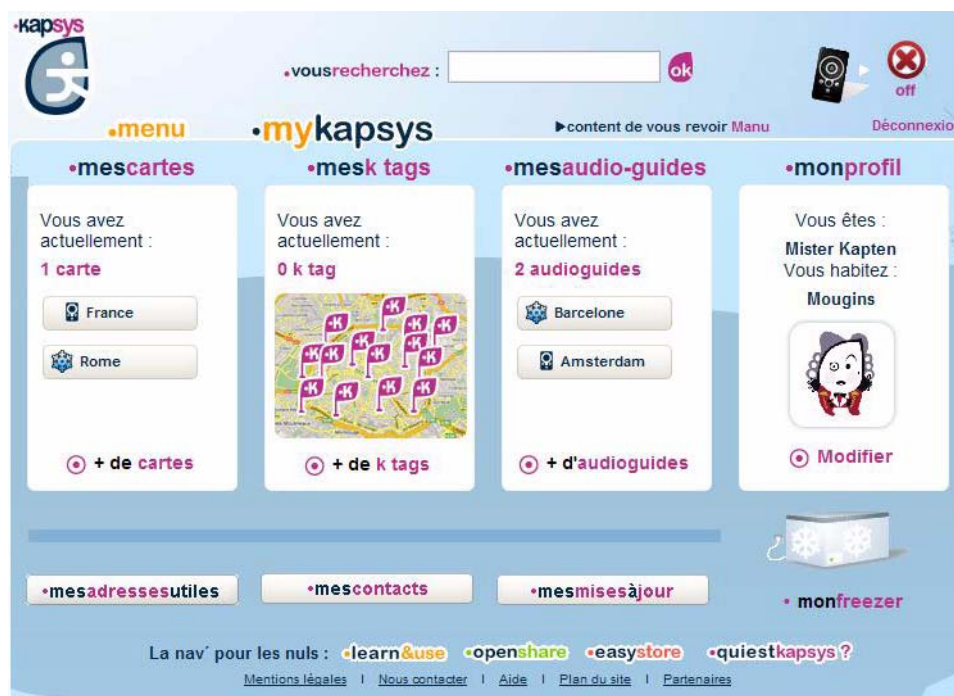 •kapsys
•vousrecherchez :
ok
off
•menu
•mykapsys
▶content de vous revoir Manu
Déconnexio
•mescartes
•mesk tags
•mesaudio-guides
•monprofil
Vous avez
actuellement :
1 carte
France
Rome
+ de cartes
Vous avez
actuellement :
0 k tag
+ de k tags
Vous avez
actuellement :
2 audioguides
Barcelone
Amsterdam
+ d'audioguides
Vous êtes :
Mister Kapten
Vous habitez :
Mougins
Modifier
•mesadressesutiles
•mescontacts
•mesmisesàjour
• monfreezer
La nav´ pour les nuls : •learn&use •openshare •easystore •quiestkapsys ?
Mentions légales I Nous contacter I Aide I Plan du site I Partenaires